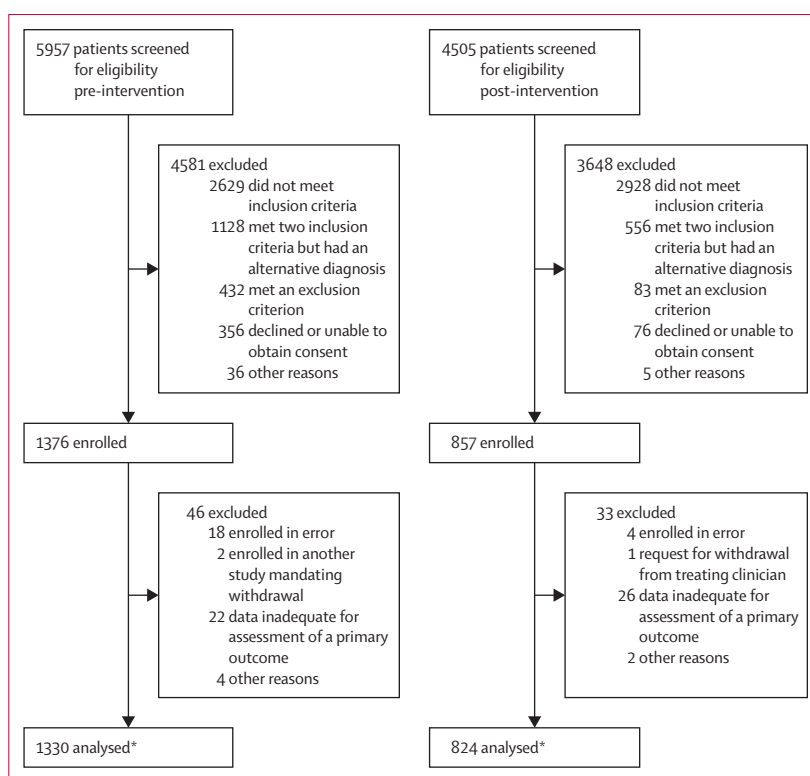 5957 patients screened
for eligibility
pre-intervention
4581 excluded
2629 did not meet
inclusion criteria
1128 met two inclusion
criteria but had an
alternative diagnosis
432 met an exclusion
criterion
356 declined or unable to
obtain consent
36 other reasons
1376 enrolled
46 excluded
18 enrolled in error
2 enrolled in another
study mandating
withdrawal
22 data inadequate for
assessment of a primary
outcome
4 other reasons
1330 analysed*
4505 patients screened
for eligibility
post-intervention
3648 excluded
2928 did not meet
inclusion criteria
556 met two inclusion
criteria but had an
alternative diagnosis
83 met an exclusion
criterion
76 declined or unable to
obtain consent
5 other reasons
857 enrolled
33 excluded
4 enrolled in error
1 request for withdrawal
from treating clinician
26 data inadequate for
assessment of a primary
outcome
2 other reasons
824 analysed*